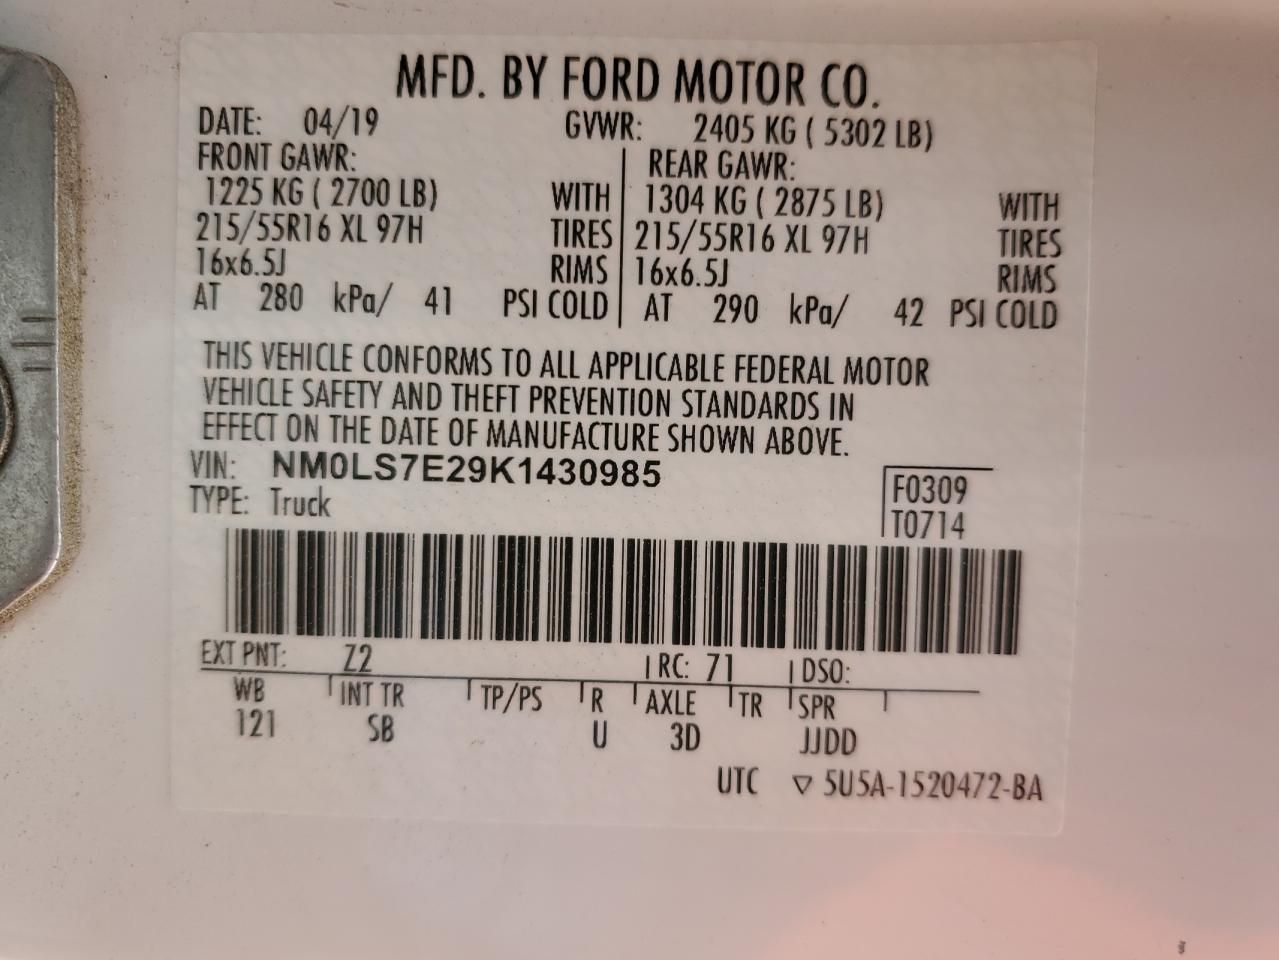 MFD. BY FORD MOTOR CO.
DATE: 04/19 GVWR: 2405 KG ( 5302 LB)
FRONT GAWR: REAR GAWR:
1225 KG ( 2700 LB) WITH 1304 KG ( 2875 LB) WITH
215/55R16 XL 97H TIRES 215/55R16 XL 97H TIRES
16x6.5J RIMS 16x6.5J RIMS
AT 280 kPa/ 41 PSI COLD AT 290 kPa/ 42 PSI COLD
THIS VEHICLE CONFORMS TO ALL APPLICABLE FEDERAL MOTOR
VEHICLE SAFETY AND THEFT PREVENTION STANDARDS IN
EFFECT ON THE DATE OF MANUFACTURE SHOWN ABOVE.
VIN: NM0LS7E29K1430985
TYPE: Truck
F0309
T0714
EXT PNT: Z2 RC: 71 DSO:
WB INT TR TP/PS R AXLE TR SPR
121 SB U 3D JJDD
UTC ▽ 5U5A-1520472-BA